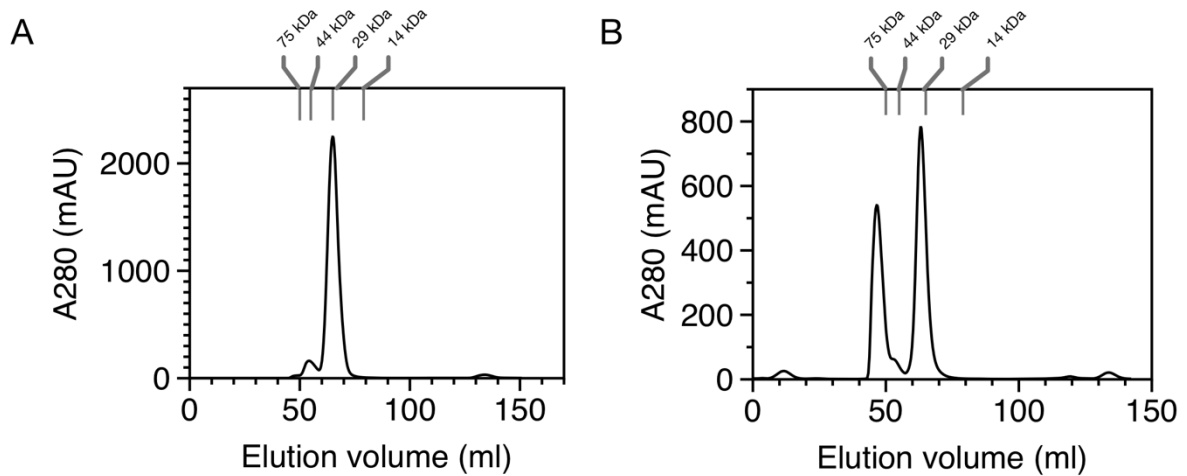 A
75 kDa
44 kDa
29 kDa
14 kDa
A280 (mAU)
2000
1000
0
0
50
100
150
Elution volume (ml)
B
75 kDa
44 kDa
29 kDa
14 kDa
A280 (mAU)
800
600
400
200
0
0
50
100
150
Elution volume (ml)